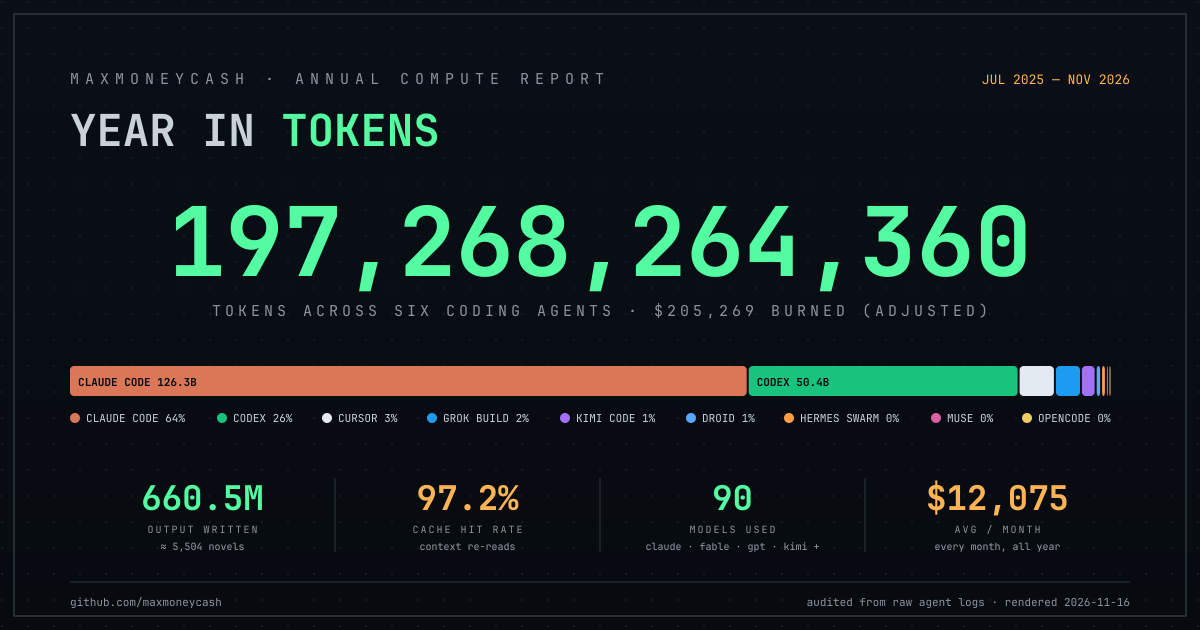 MAXMONEYCASH · ANNUAL COMPUTE REPORT
JUL 2025 — NOV 2026
YEAR IN TOKENS
197,268,264,360
TOKENS ACROSS SIX CODING AGENTS · $205,269 BURNED (ADJUSTED)
CLAUDE CODE 126.3B CODEX 50.4B
CLAUDE CODE 64% CODEX 26% CURSOR 3% GROK BUILD 2% KIMI CODE 1% DROID 1% HERMES SWARM 0% MUSE 0% OPENCODE 0%
660.5M 97.2% 90 $12,075
OUTPUT WRITTEN CACHE HIT RATE MODELS USED AVG / MONTH
≈ 5,504 novels context re-reads claude · fable · gpt · kimi + every month, all year
github.com/maxmoneycash audited from raw agent logs · rendered 2026-11-16